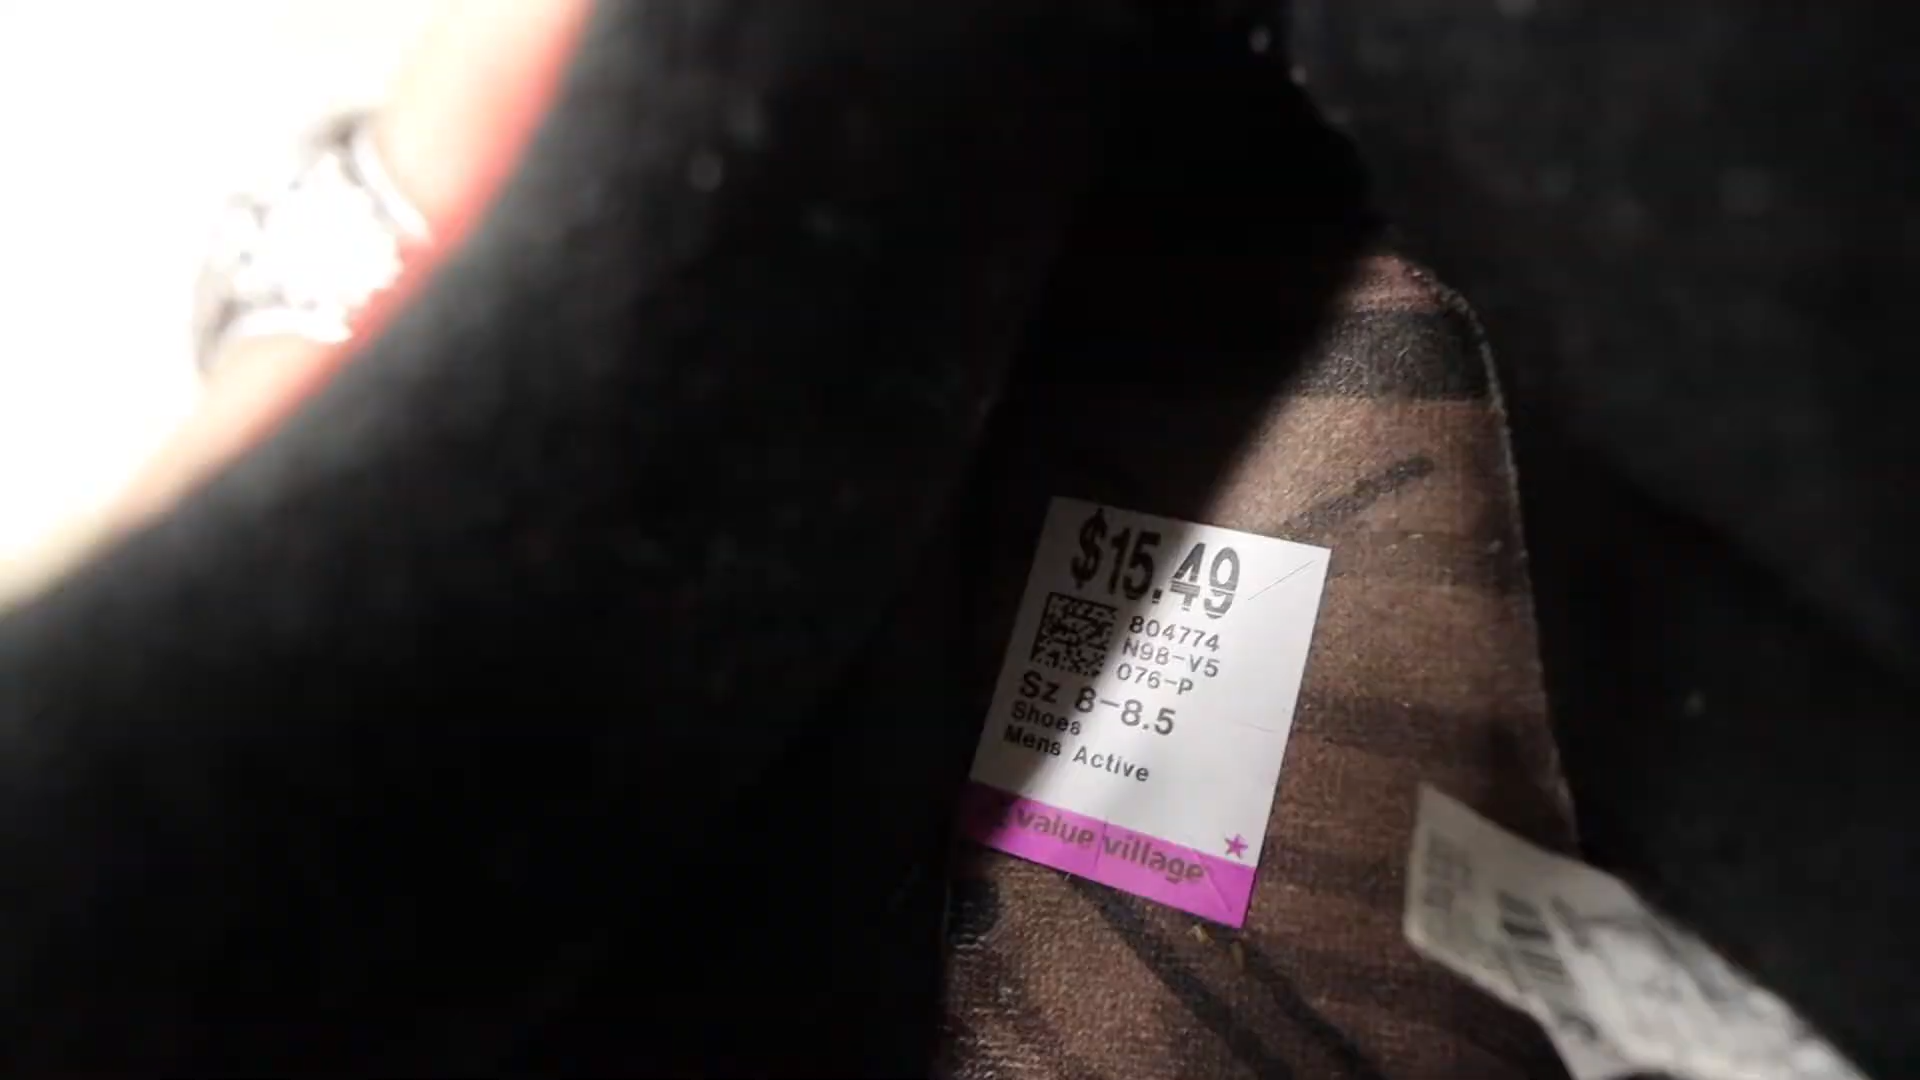 $15.49
804774
N98-V5
076-P
Sz 8-8.5
Shoes
Mens Active
value village